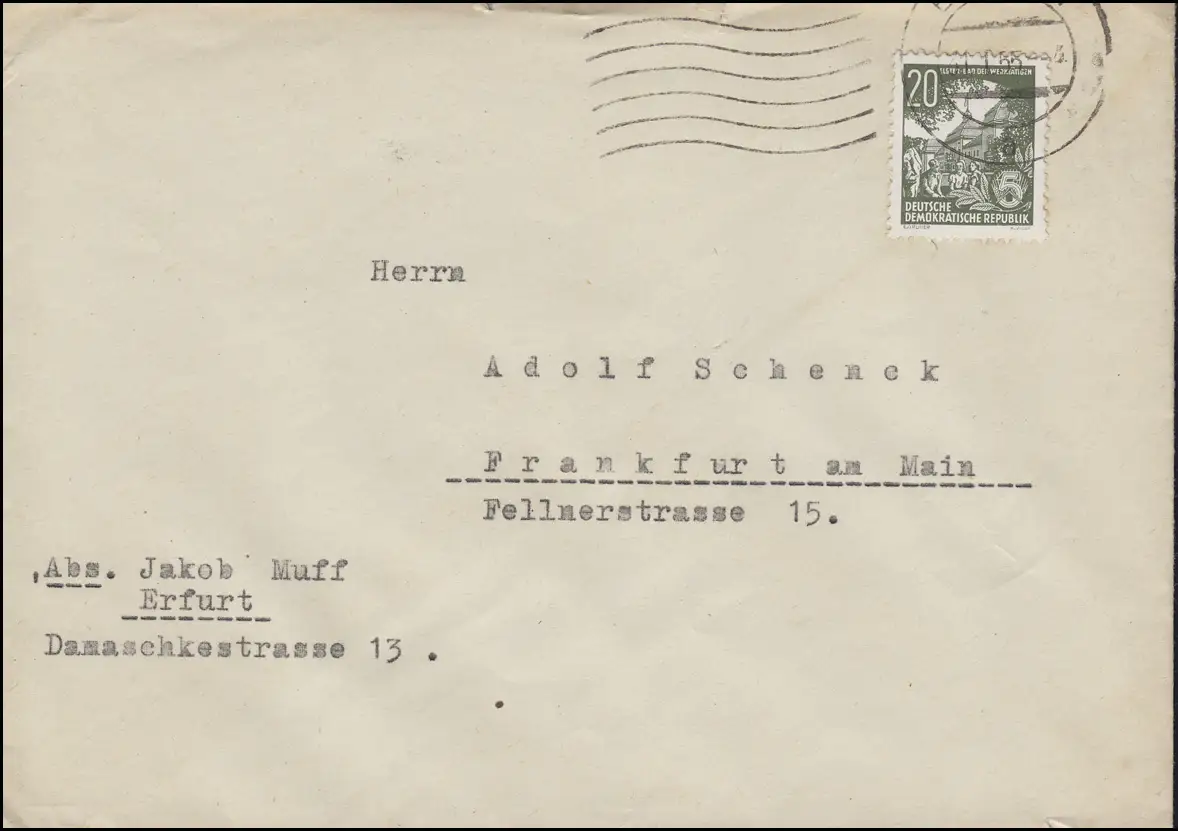 20
5
DEUTSCHE
DEMOKRATISCHE REPUBLIK
Herrn
Adolf Schenck
Frankfurt am Main
Fellnerstrasse 15.
Abs. Jakob Muff
Erfurt
Damaschkestrasse 13.